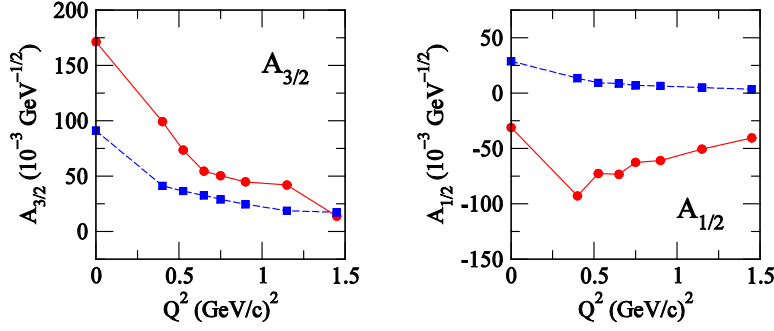 200
150
100
50
0
A3/2 (10⁻³ GeV⁻¹/²)
A3/2
0 0.5 1 1.5
Q² (GeV/c)²
50
0
-50
-100
-150
A1/2 (10⁻³ GeV⁻¹/²)
A1/2
0 0.5 1 1.5
Q² (GeV/c)²